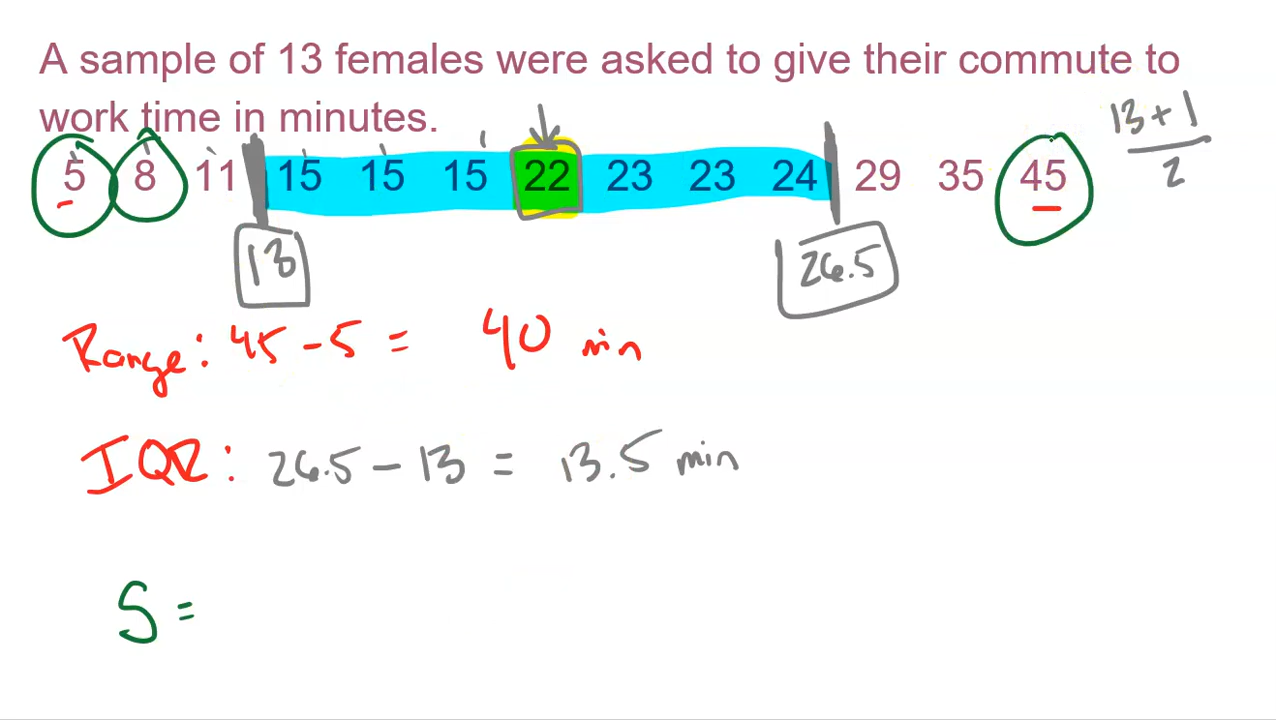 A sample of 13 females were asked to give their commute to
work time in minutes.
13 + 1
2
5 8 11 15 15 15 22 23 23 24 29 35 45
13 26.5
Range: 45 - 5 = 40 min
IQR: 26.5 - 13 = 13.5 min
S =